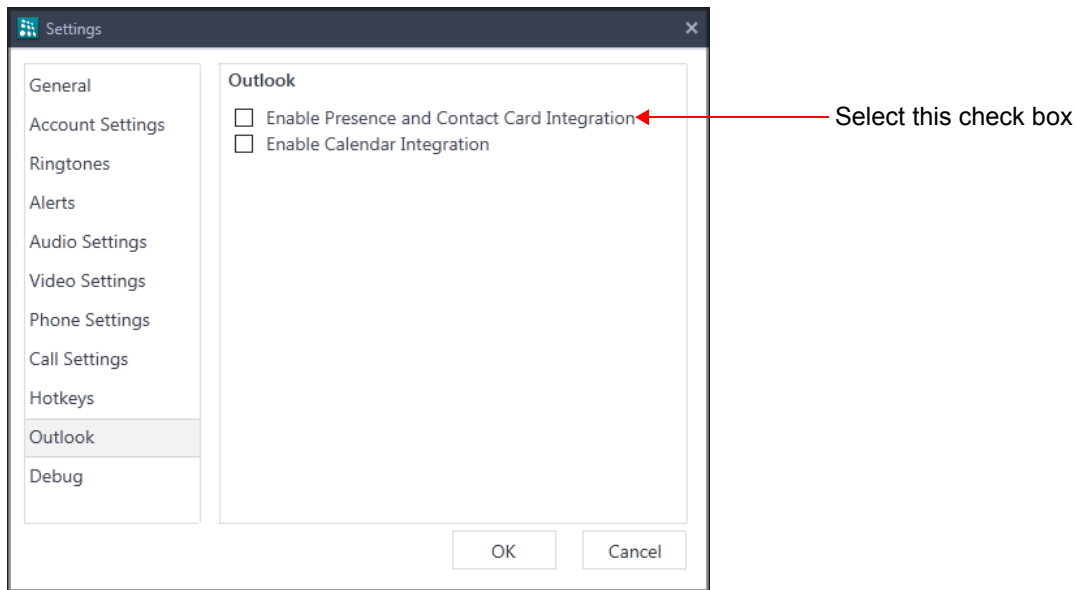 Settings
General
Account Settings
Ringtones
Alerts
Audio Settings
Video Settings
Phone Settings
Call Settings
Hotkeys
Outlook
Debug
Outlook
Enable Presence and Contact Card Integration
Enable Calendar Integration
Select this check box
OK
Cancel